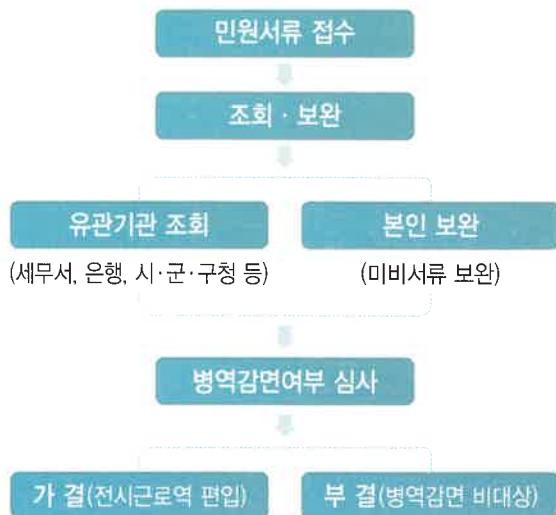 민원서류 접수
조회 · 보완
유관기관 조회
본인 보완
(세무서, 은행, 시·군·구청 등)
(미비서류 보완)
병역감면여부 심사
가 결(전시근로역 편입)
부 결(병역감면 비대상)